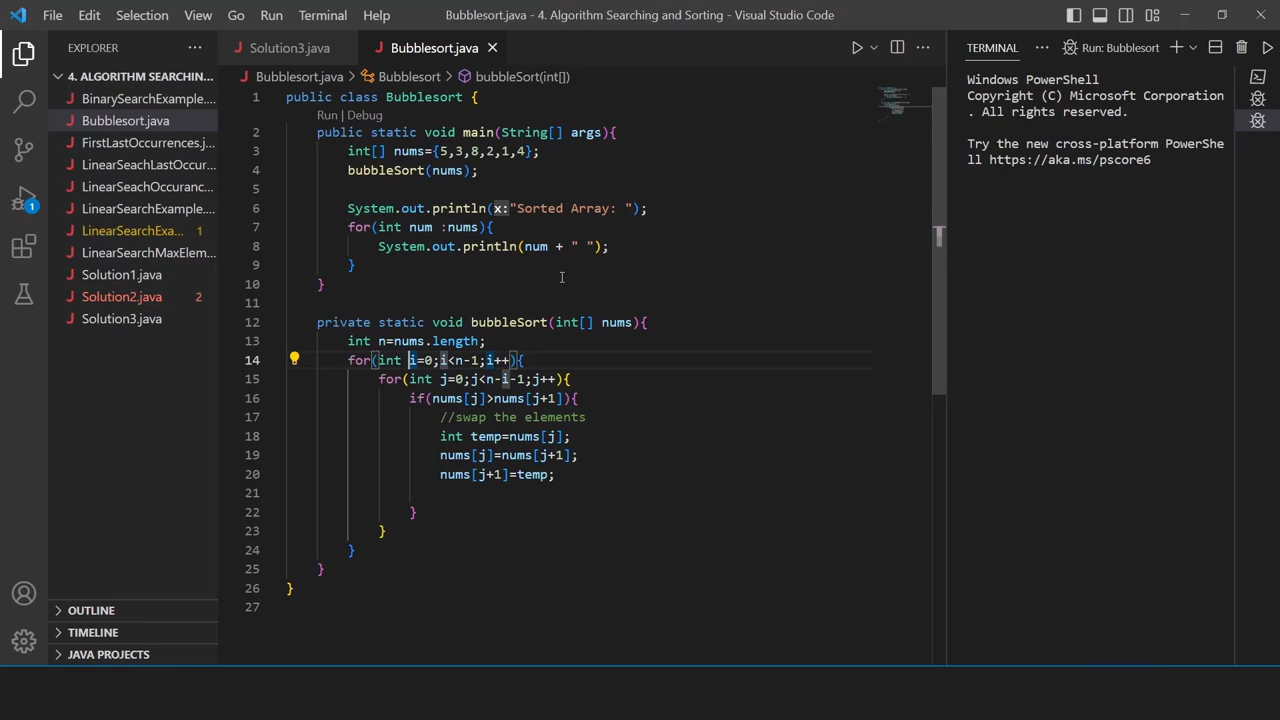 File Edit Selection View Go Run Terminal Help Bubblesort.java - 4. Algorithm Searching and Sorting - Visual Studio Code
EXPLORER
4. ALGORITHM SEARCHIN...
BinarySearchExample....
Bubblesort.java
FirstLastOccurrences.j...
LinearSeachLastOccur...
LinearSeachOccuranc...
LinearSearchExample....
LinearSearchExa... 1
LinearSearchMaxElem...
Solution1.java
Solution2.java 2
Solution3.java
OUTLINE
TIMELINE
JAVA PROJECTS
1
Solution3.java Bubblesort.java
Bubblesort.java > Bubblesort > bubbleSort(int[])
1 public class Bubblesort {
Run | Debug
2 public static void main(String[] args){
3 int[] nums={5,3,8,2,1,4};
4 bubbleSort(nums);
5
6 System.out.println(x:"Sorted Array: ");
7 for(int num :nums){
8 System.out.println(num + " ");
9 }
10 }
11
12 private static void bubbleSort(int[] nums){
13 int n=nums.length;
14 for(int i=0;i<n-1;i++){
15 for(int j=0;j<n-i-1;j++){
16 if(nums[j]>nums[j+1]){
17 //swap the elements
18 int temp=nums[j];
19 nums[j]=nums[j+1];
20 nums[j+1]=temp;
21
22 }
23 }
24 }
25 }
26 }
27
TERMINAL Run: Bubblesort
Windows PowerShell
Copyright (C) Microsoft Corporation
. All rights reserved.
Try the new cross-platform PowerShe
ll https://aka.ms/pscore6